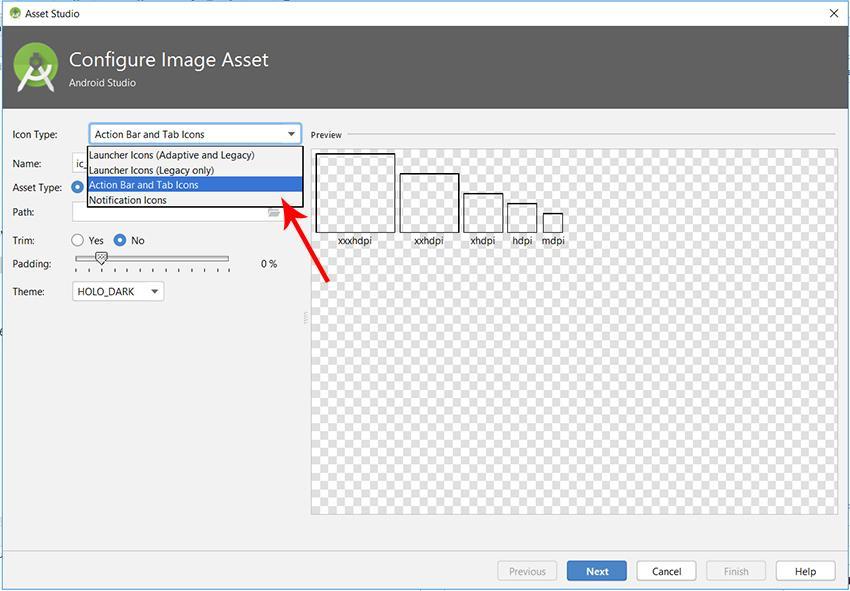 Asset Studio
Configure Image Asset
Android Studio
Icon Type: Action Bar and Tab Icons
Preview
Launcher Icons (Adaptive and Legacy)
Name: ic_
Launcher Icons (Legacy only)
Asset Type:
Action Bar and Tab Icons
Notification Icons
Path:
xxxhdpi xxhdpi xhdpi hdpi mdpi
Trim: Yes No
Padding: 0 %
Theme: HOLO_DARK
Previous Next Cancel Finish Help